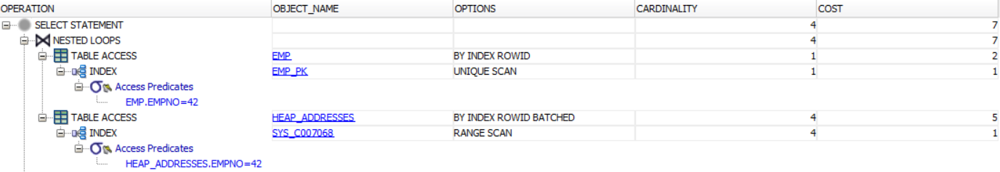 OPERATION OBJECT_NAME OPTIONS CARDINALITY COST
SELECT STATEMENT 4 7
NESTED LOOPS 4 7
TABLE ACCESS EMP BY INDEX ROWID 1 2
INDEX EMP_PK UNIQUE SCAN 1 1
Access Predicates
EMP.EMPNO=42
TABLE ACCESS HEAP_ADDRESSES BY INDEX ROWID BATCHED 4 5
INDEX SYS_C007068 RANGE SCAN 4 1
Access Predicates
HEAP_ADDRESSES.EMPNO=42